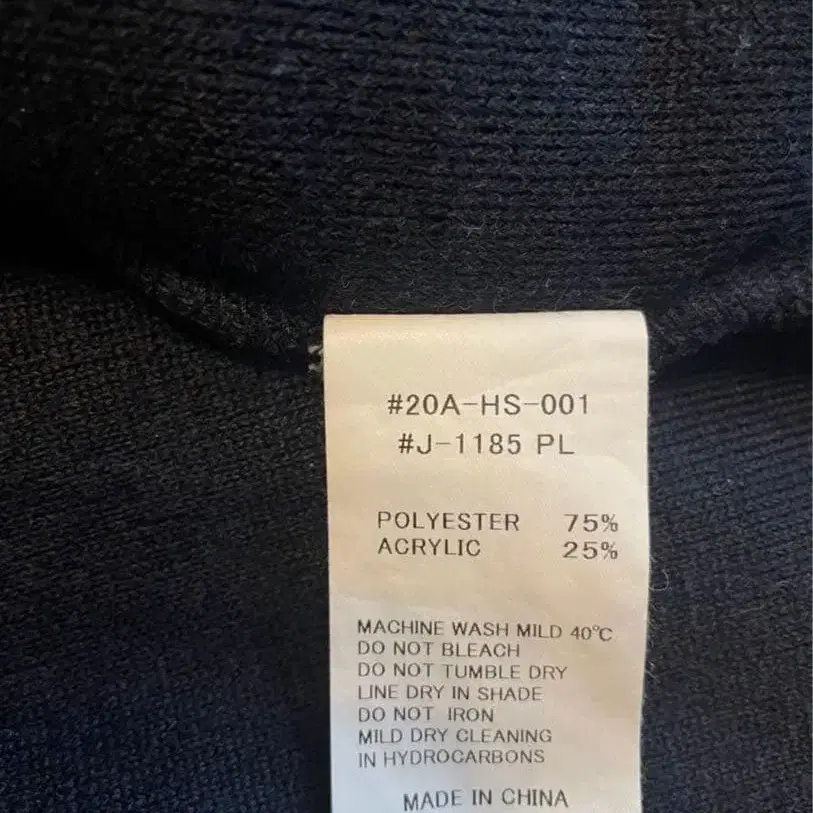 #20A-HS-001
#J-1185 PL
POLYESTER 75%
ACRYLIC 25%
MACHINE WASH MILD 40℃
DO NOT BLEACH
DO NOT TUMBLE DRY
LINE DRY IN SHADE
DO NOT IRON
MILD DRY CLEANING
IN HYDROCARBONS
MADE IN CHINA